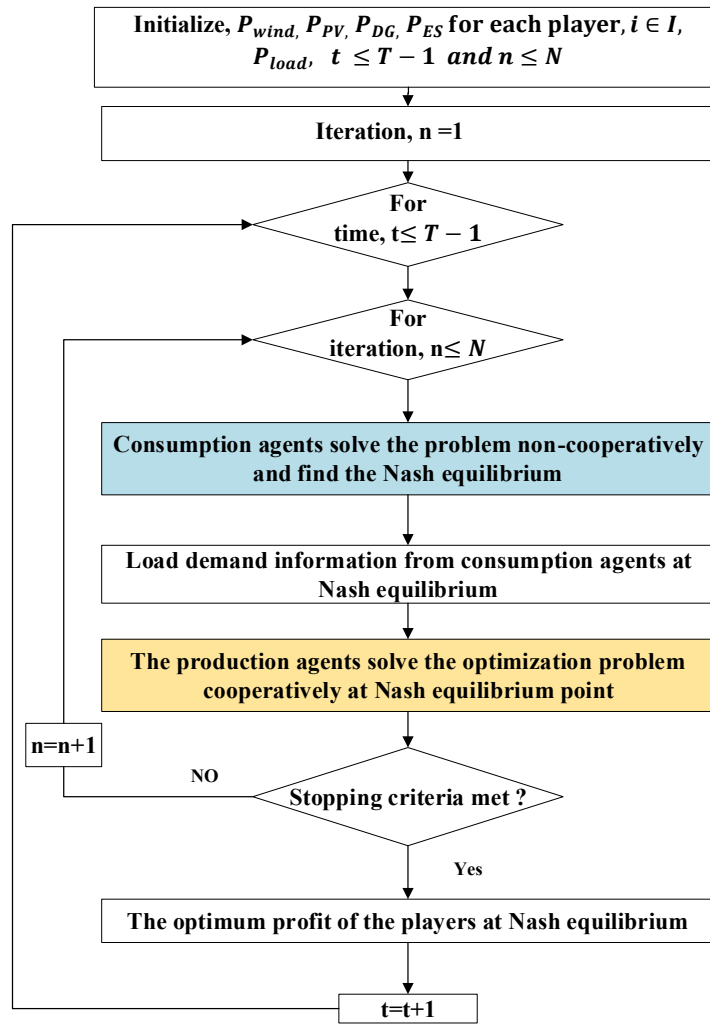 Initialize, P_wind, P_PV, P_DG, P_ES for each player, i ∈ I,
P_load, t ≤ T − 1 and n ≤ N
Iteration, n =1
For
time, t≤ T − 1
For
iteration, n≤ N
Consumption agents solve the problem non-cooperatively
and find the Nash equilibrium
Load demand information from consumption agents at
Nash equilibrium
The production agents solve the optimization problem
cooperatively at Nash equilibrium point
n=n+1
NO
Stopping criteria met ?
Yes
The optimum profit of the players at Nash equilibrium
t=t+1